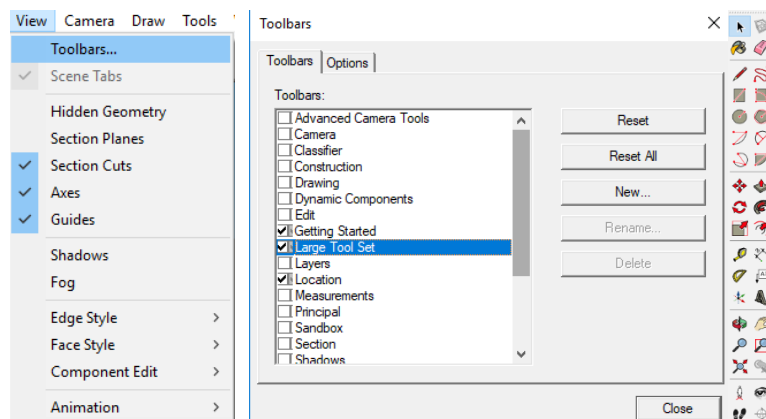 View Camera Draw Tools
Toolbars...
Scene Tabs
Hidden Geometry
Section Planes
Section Cuts
Axes
Guides
Shadows
Fog
Edge Style
Face Style
Component Edit
Animation
Toolbars
Toolbars Options
Toolbars:
Advanced Camera Tools
Camera
Classifier
Construction
Drawing
Dynamic Components
Edit
Getting Started
Large Tool Set
Layers
Location
Measurements
Principal
Sandbox
Section
Shadows
Reset
Reset All
New...
Rename...
Delete
Close